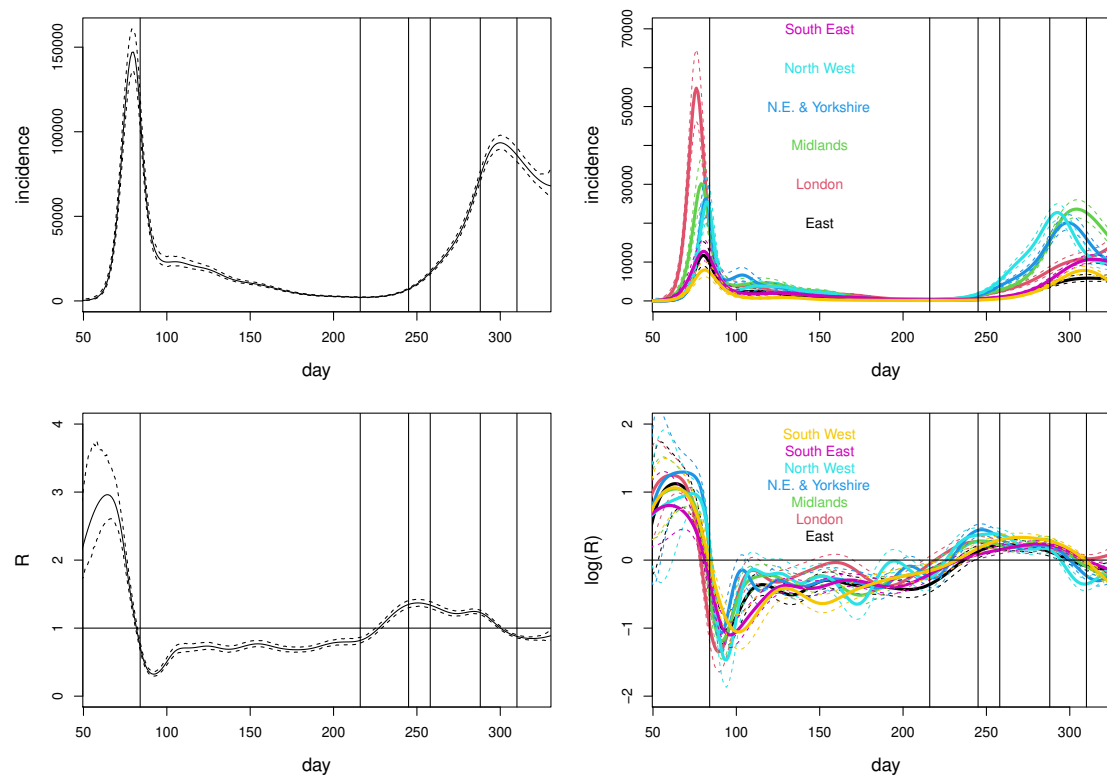 incidence
0 50000 100000 150000
50 100 150 200 250 300
day
incidence
0 10000 30000 50000 70000
South East
North West
N.E. & Yorkshire
Midlands
London
East
50 100 150 200 250 300
day
R
0 1 2 3 4
50 100 150 200 250 300
day
log(R)
−2 −1 0 1 2
South West
South East
North West
N.E. & Yorkshire
Midlands
London
East
50 100 150 200 250 300
day